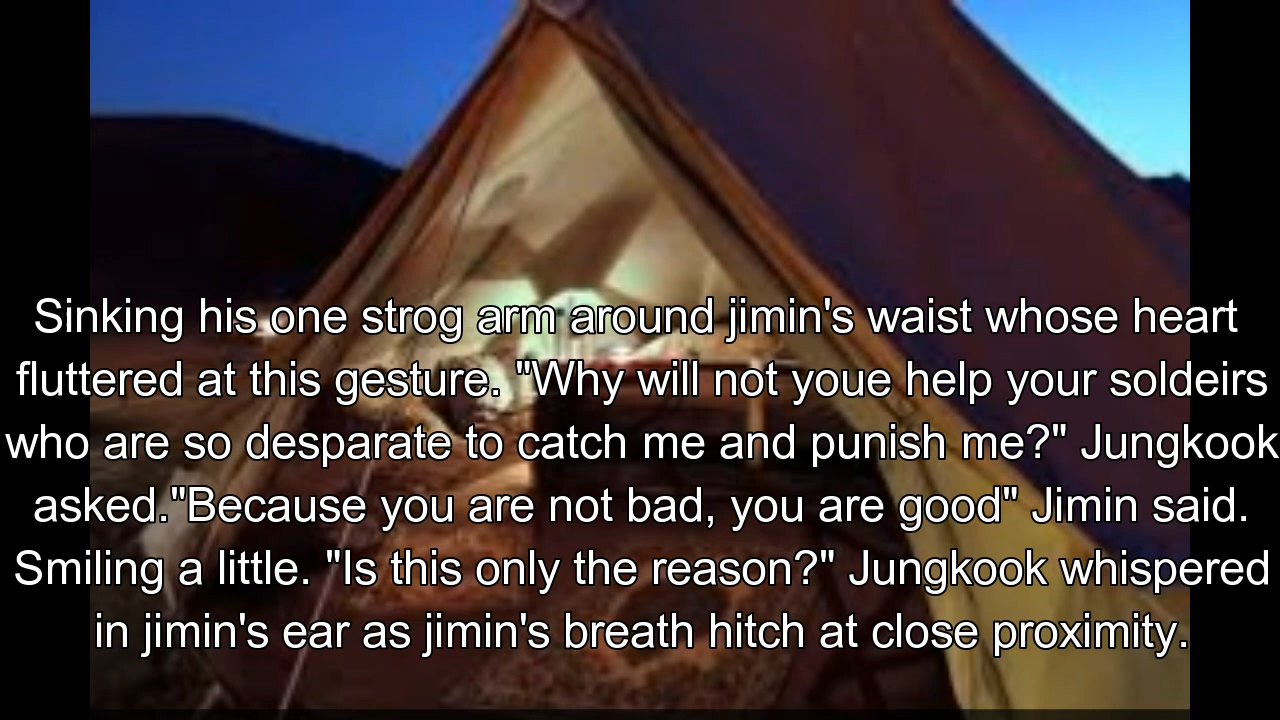 Sinking his one strog arm around jimin's waist whose heart
fluttered at this gesture. "Why will not youe help your soldeirs
who are so desparate to catch me and punish me?" Jungkook
asked."Because you are not bad, you are good" Jimin said.
Smiling a little. "Is this only the reason?" Jungkook whispered
in jimin's ear as jimin's breath hitch at close proximity.